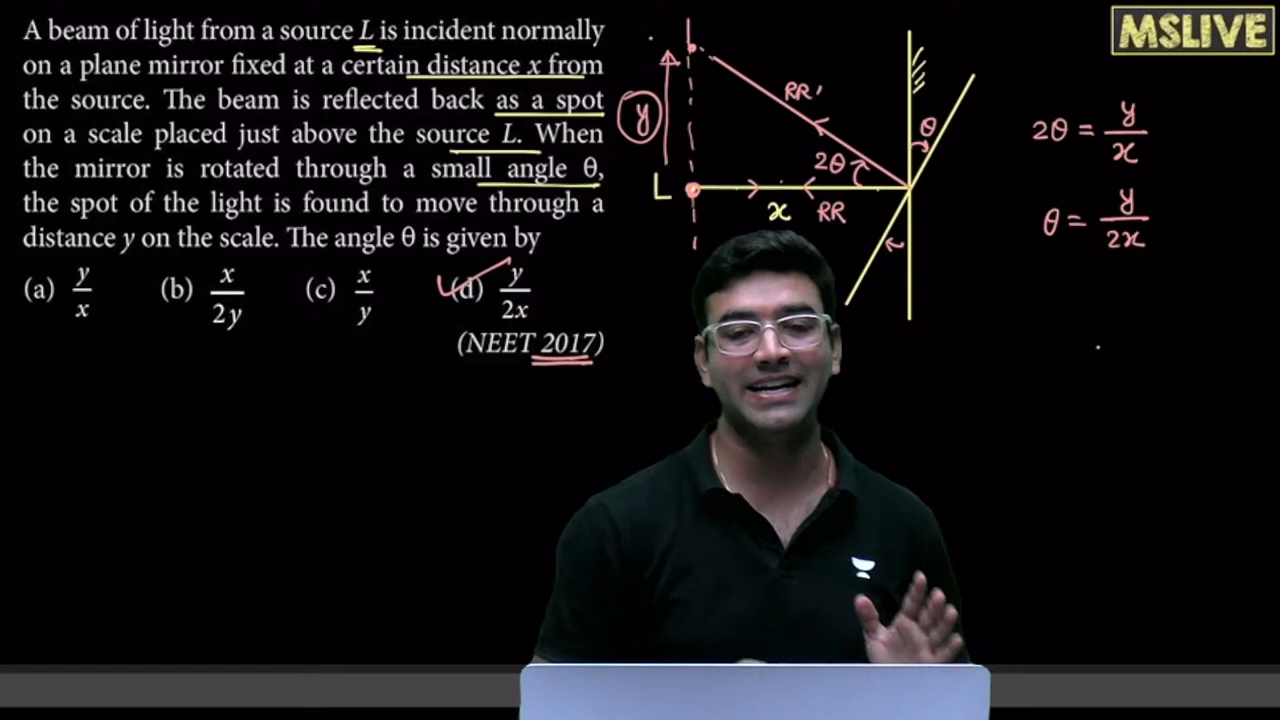 A beam of light from a source L is incident normally
on a plane mirror fixed at a certain distance x from
the source. The beam is reflected back as a spot
on a scale placed just above the source L. When
the mirror is rotated through a small angle θ,
the spot of the light is found to move through a
distance y on the scale. The angle θ is given by
(a) y/x (b) x/2y (c) x/y (d) y/2x
(NEET 2017)
MSLIVE
y
RR'
θ
2θ
L
x
RR
2θ = y/x
θ = y/2x